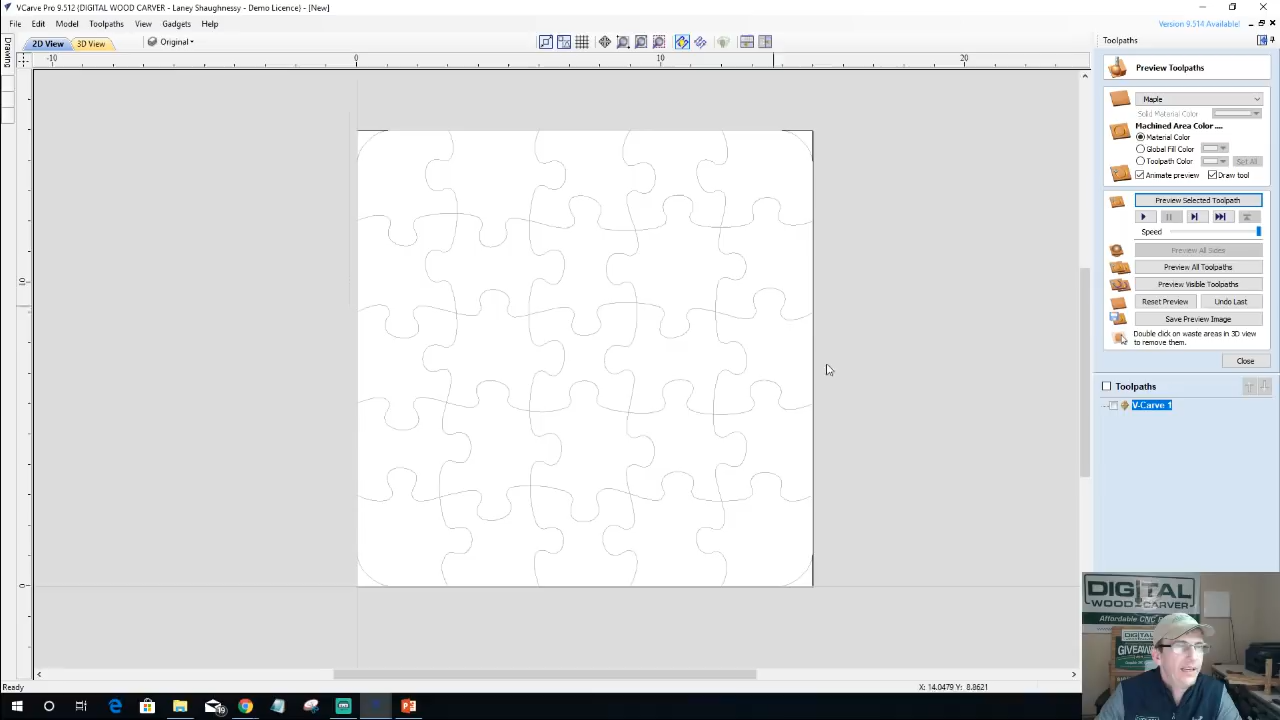 VCarve Pro 9.512 (DIGITAL WOOD CARVER - Laney Shaughnessy - Demo Licence) - [New]
File Edit Model Toolpaths View Gadgets Help
Version 9.514 Available!
Drawing
2D View 3D View Original
Toolpaths
-10 0 10 20
Preview Toolpaths
Maple
Solid Material Color
Machined Area Color ....
Material Color
Global Fill Color
Toolpath Color Set All
Animate preview Draw tool
Preview Selected Toolpath
Speed
Preview All Sides
Preview All Toolpaths
Preview Visible Toolpaths
Reset Preview Undo Last
Save Preview Image
Double click on waste areas in 3D view
to remove them.
Close
Toolpaths
V-Carve 1
0
DIGITAL
WOOD CARVER
Affordable CNC
DIGITAL
GIVEAWAY
Ready
X: 14.0479 Y: 8.8621